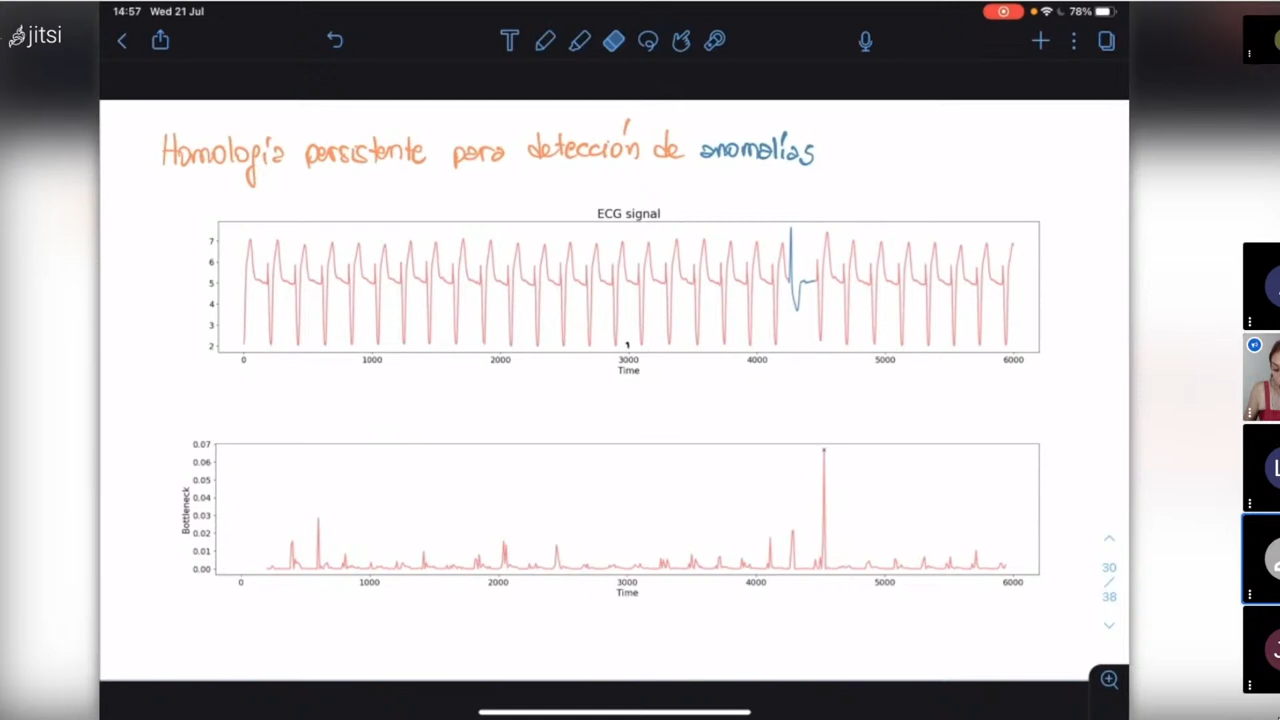 14:57 Wed 21 Jul
78%
jitsi
Homología persistente para detección de anomalías
ECG signal
7
6
5
4
3
2
0 1000 2000 3000 4000 5000 6000
Time
0.07
0.06
0.05
0.04
0.03
0.02
0.01
0.00
Bottleneck
0 1000 2000 3000 4000 5000 6000
Time
30
/
38